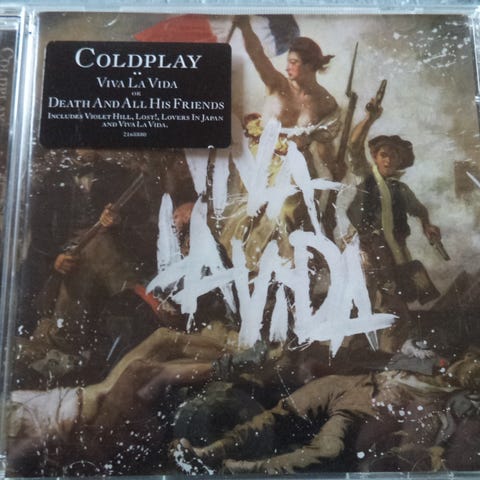 COLDPLAY
VIVA LA VIDA
OR
DEATH AND ALL HIS FRIENDS
INCLUDES VIOLET HILL, LOST!, LOVERS IN JAPAN
AND VIVA LA VIDA.
2168880
VIVA
LA VIDA